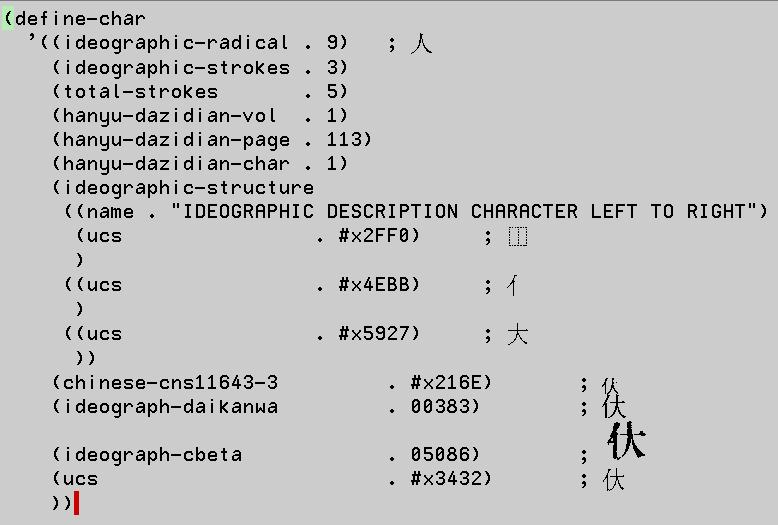 (define-char
'((ideographic-radical . 9) ; 人
(ideographic-strokes . 3)
(total-strokes . 5)
(hanyu-dazidian-vol . 1)
(hanyu-dazidian-page . 113)
(hanyu-dazidian-char . 1)
(ideographic-structure
((name . "IDEOGRAPHIC DESCRIPTION CHARACTER LEFT TO RIGHT")
(ucs . #x2FF0) ; ⿰
)
((ucs . #x4EBB) ; 亻
)
((ucs . #x5927) ; 大
))
(chinese-cns11643-3 . #x216E) ; 㐲
(ideograph-daikanwa . 00383) ; 㐲
(ideograph-cbeta . 05086) ; 㐲
(ucs . #x3432) ; 㐲
))